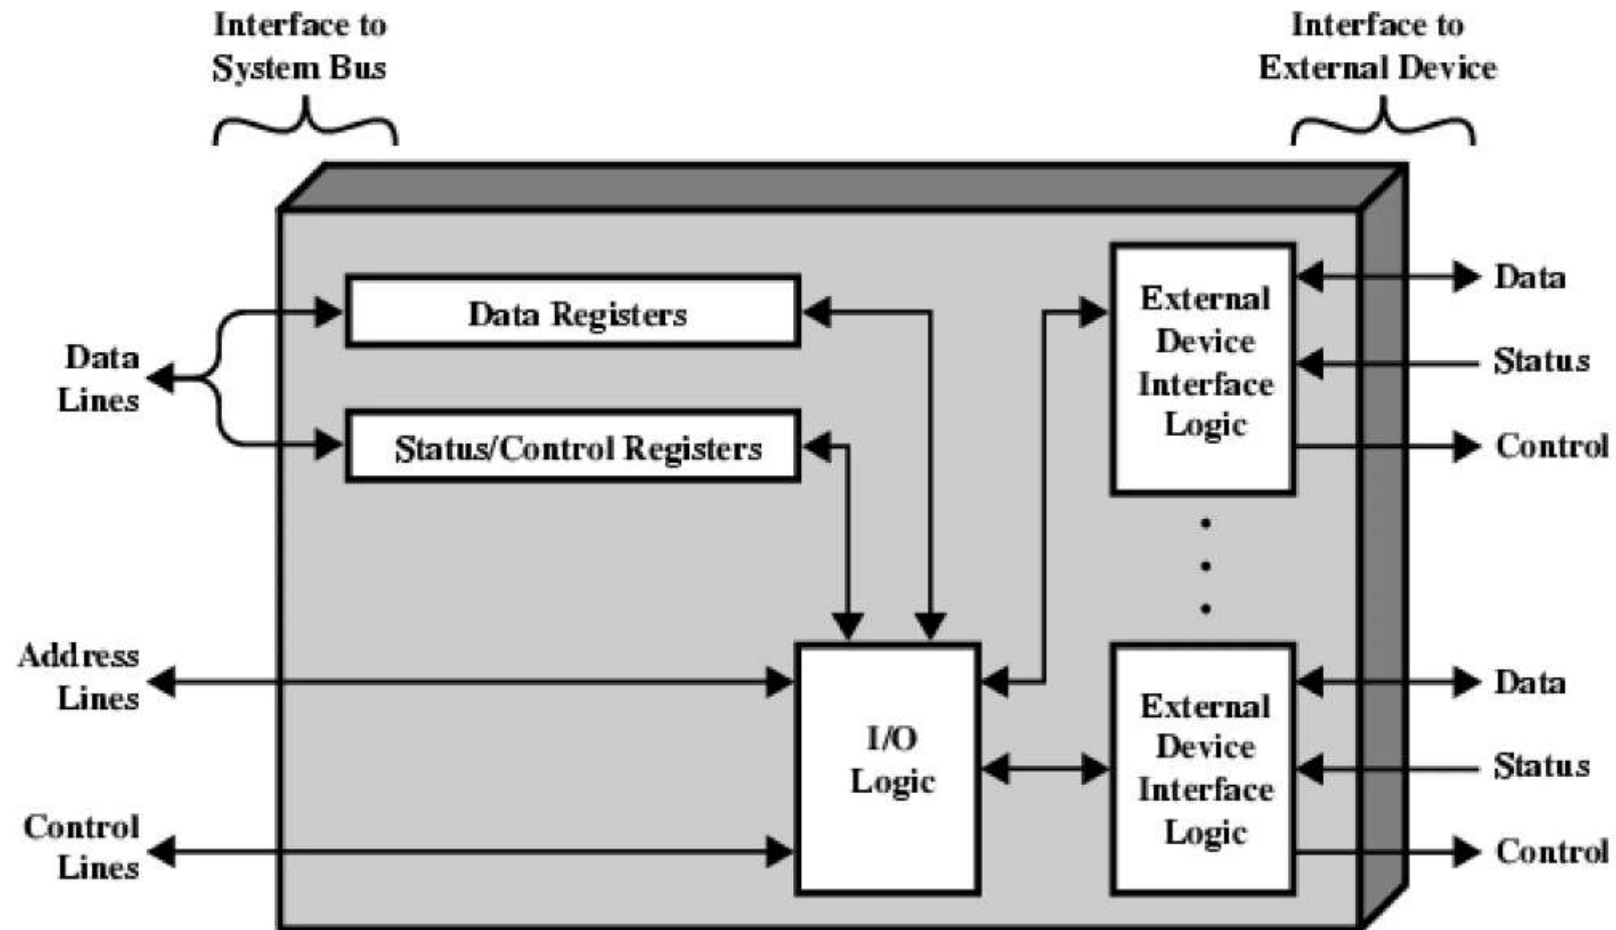 Interface to
System Bus
Interface to
External Device
Data
Lines
Data Registers
Status/Control Registers
External
Device
Interface
Logic
Data
Status
Control
Address
Lines
Control
Lines
I/O
Logic
External
Device
Interface
Logic
Data
Status
Control